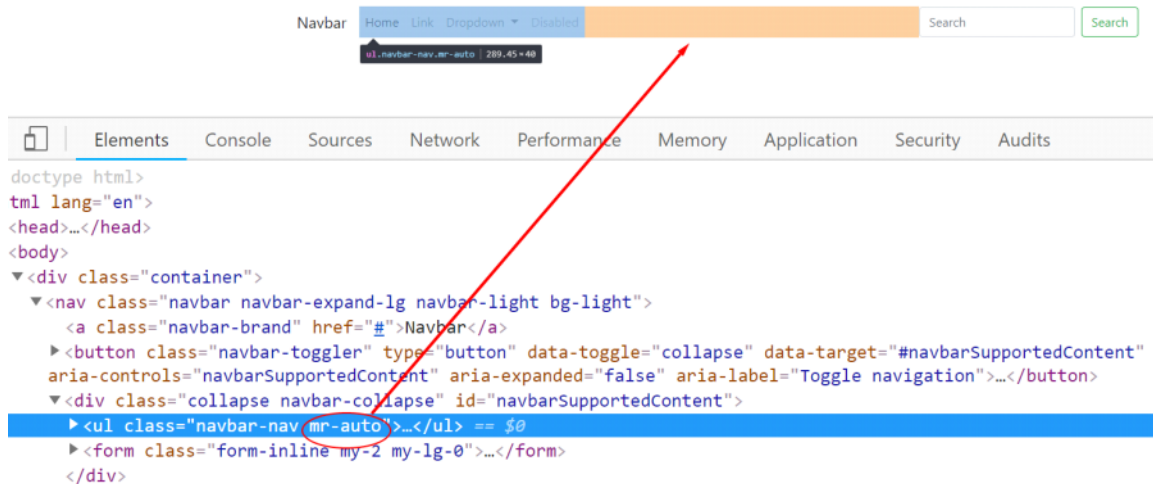 Navbar Home Link Dropdown Disabled Search Search
ul.navbar-nav.mr-auto | 289.45×40
Elements Console Sources Network Performance Memory Application Security Audits
doctype html>
tml lang="en">
<head>…</head>
<body>
▼<div class="container">
▼<nav class="navbar navbar-expand-lg navbar-light bg-light">
<a class="navbar-brand" href="#">Navbar</a>
▶<button class="navbar-toggler" type="button" data-toggle="collapse" data-target="#navbarSupportedContent"
aria-controls="navbarSupportedContent" aria-expanded="false" aria-label="Toggle navigation">…</button>
▼<div class="collapse navbar-collapse" id="navbarSupportedContent">
▶<ul class="navbar-nav mr-auto">…</ul> == $0
▶<form class="form-inline my-2 my-lg-0">…</form>
</div>